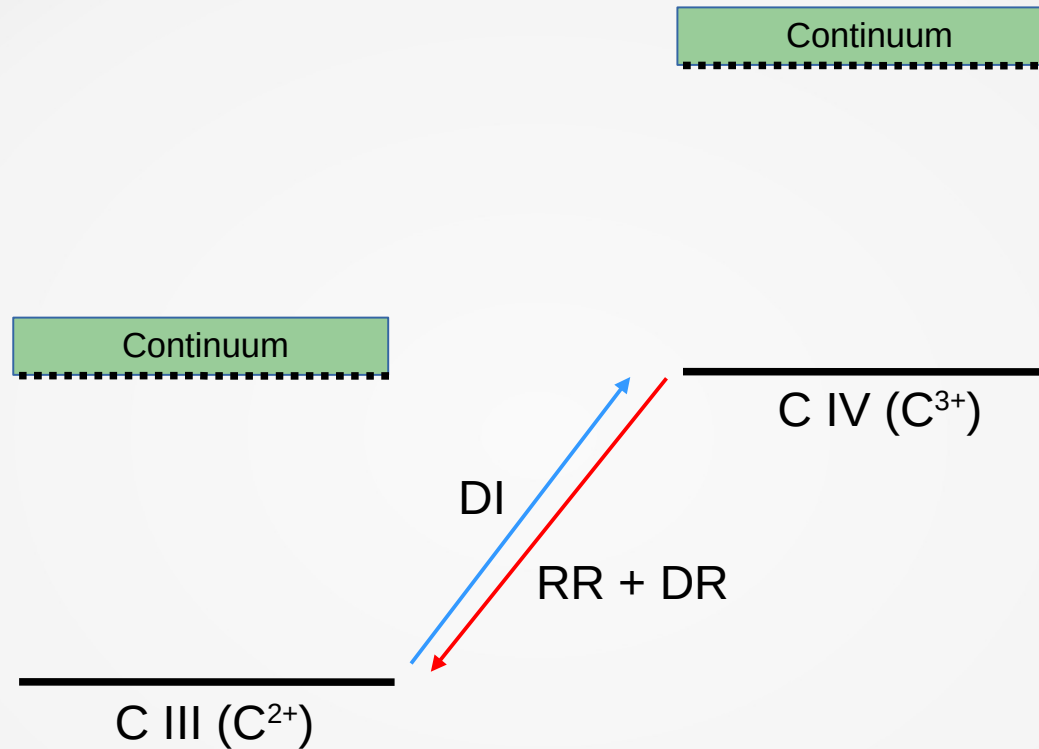 Continuum
Continuum
C IV (C³⁺)
DI
RR + DR
C III (C²⁺)